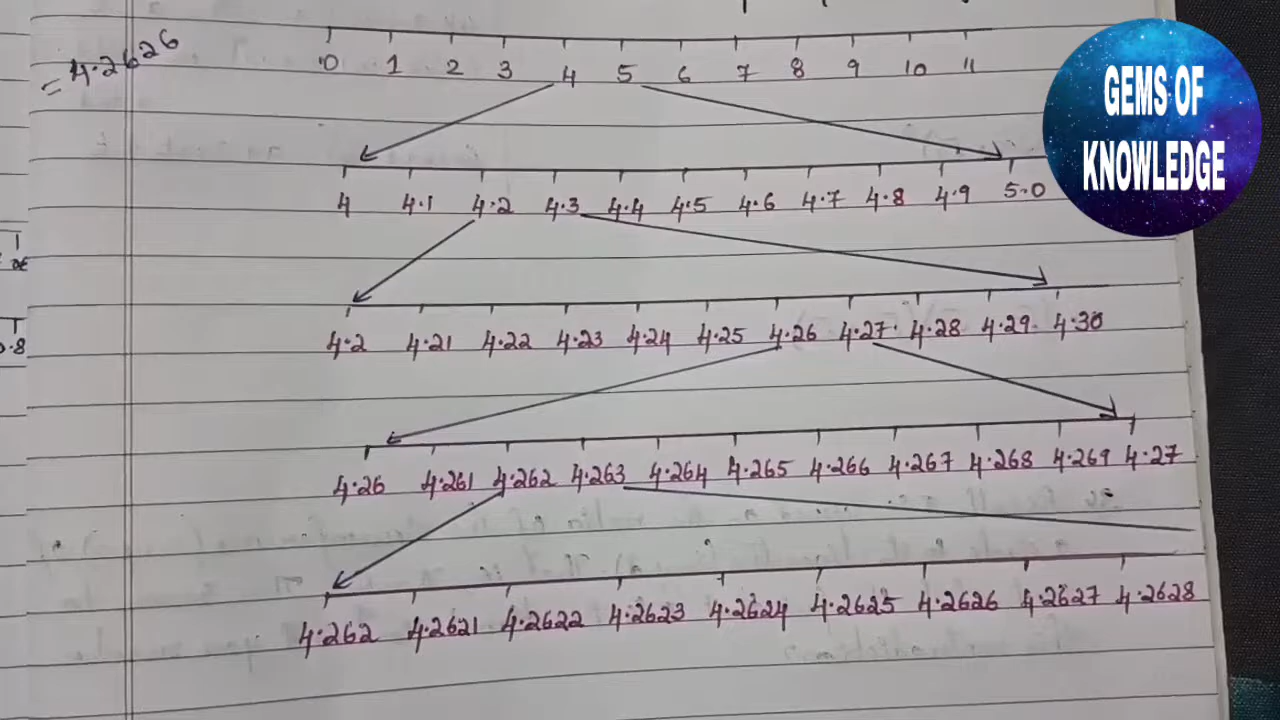 = 4.2626
0 1 2 3 4 5 6 7 8 9 10 11
GEMS OF
KNOWLEDGE
4 4.1 4.2 4.3 4.4 4.5 4.6 4.7 4.8 4.9 5.0
4.2 4.21 4.22 4.23 4.24 4.25 4.26 4.27 4.28 4.29 4.30
4.26 4.261 4.262 4.263 4.264 4.265 4.266 4.267 4.268 4.269 4.27
4.262 4.2621 4.2622 4.2623 4.2624 4.2625 4.2626 4.2627 4.2628